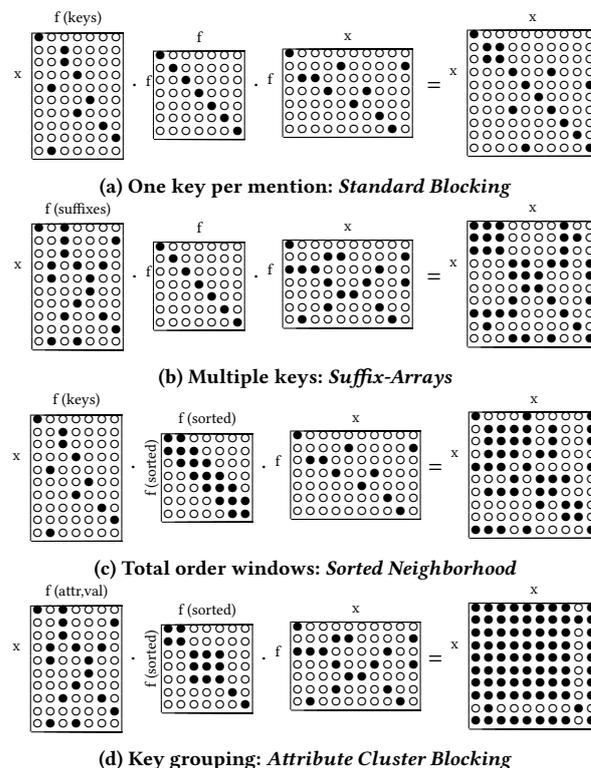 f (keys)
f
x
x
x
· f
· f
=
x
(a) One key per mention: Standard Blocking
f (suffixes)
f
x
x
x
· f
· f
=
x
(b) Multiple keys: Suffix-Arrays
f (keys)
f (sorted)
x
x
x
·
f (sorted)
· f
=
x
(c) Total order windows: Sorted Neighborhood
f (attr,val)
f (sorted)
x
x
x
·
f (sorted)
· f
=
x
(d) Key grouping: Attribute Cluster Blocking